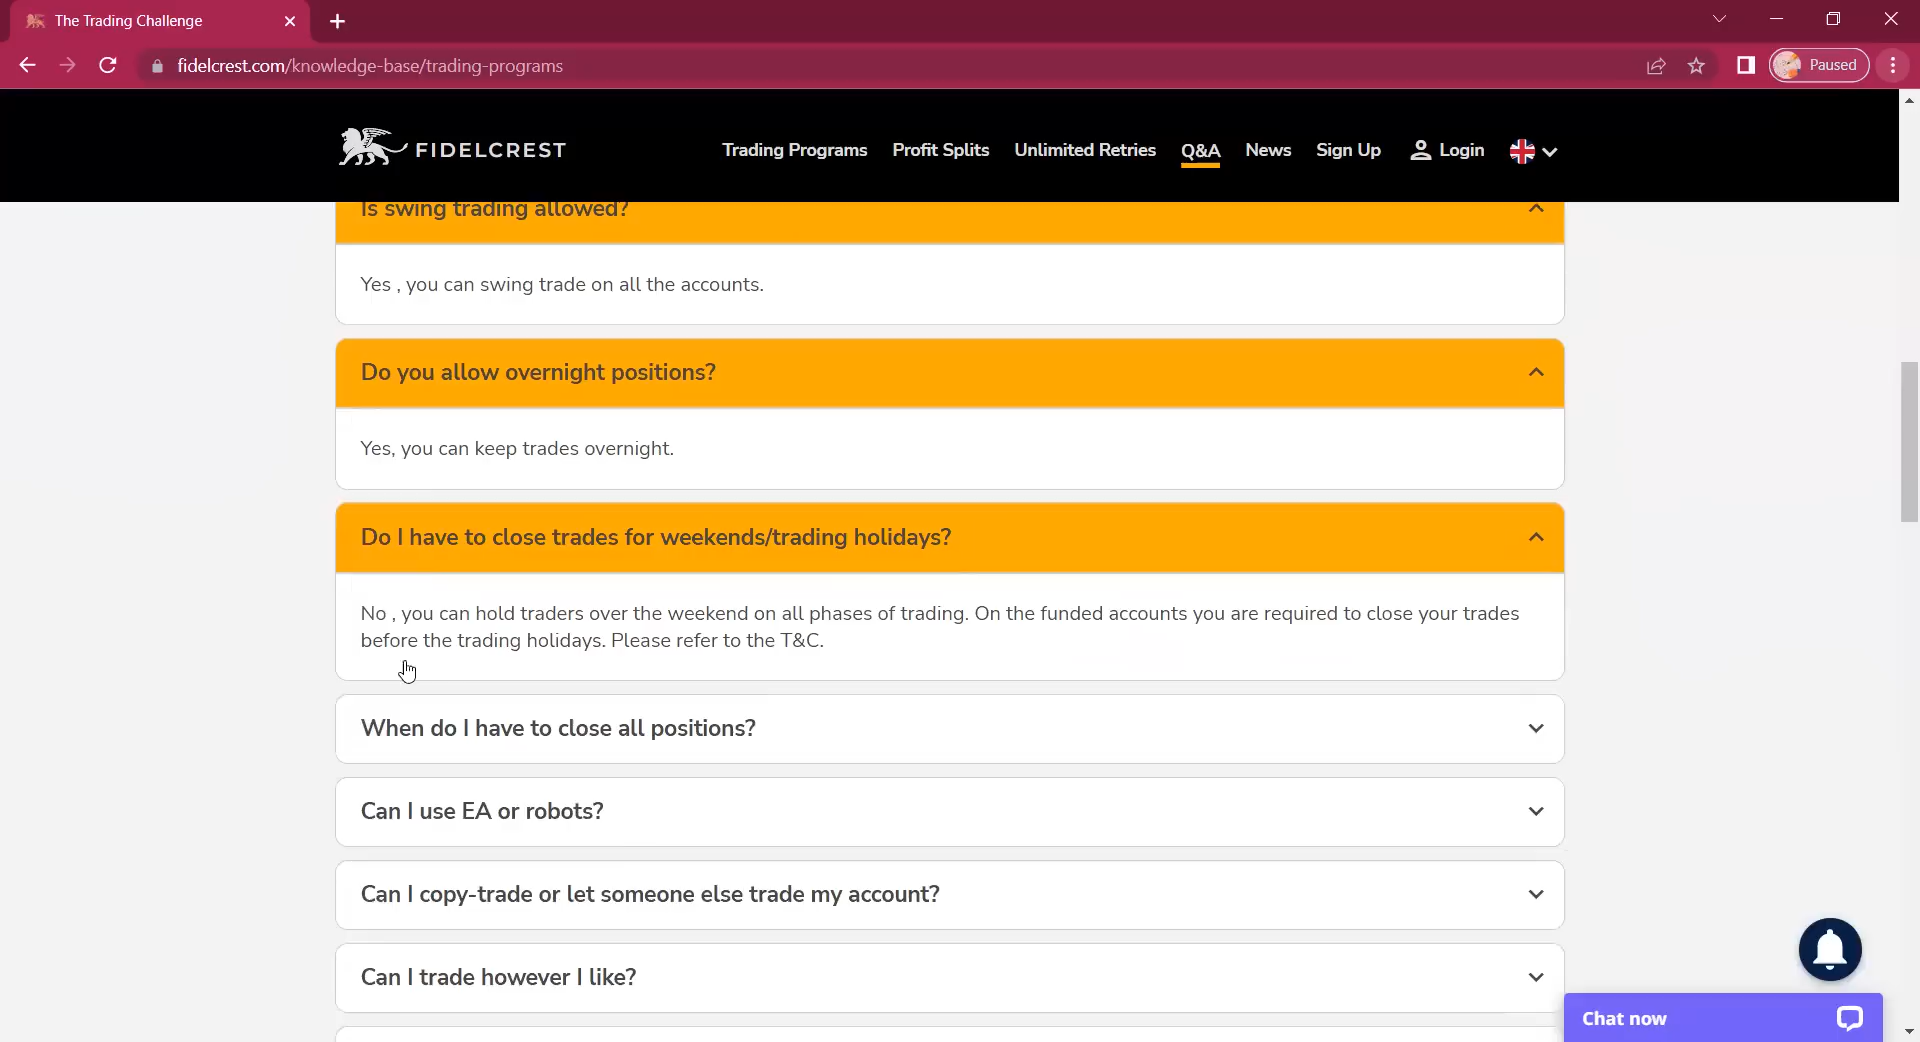 The Trading Challenge
fidelcrest.com/knowledge-base/trading-programs
Paused
FIDELCREST
Trading Programs
Profit Splits
Unlimited Retries
Q&A
News
Sign Up
Login
Is swing trading allowed?
Yes , you can swing trade on all the accounts.
Do you allow overnight positions?
Yes, you can keep trades overnight.
Do I have to close trades for weekends/trading holidays?
No , you can hold traders over the weekend on all phases of trading. On the funded accounts you are required to close your trades
before the trading holidays. Please refer to the T&C.
When do I have to close all positions?
Can I use EA or robots?
Can I copy-trade or let someone else trade my account?
Can I trade however I like?
Chat now